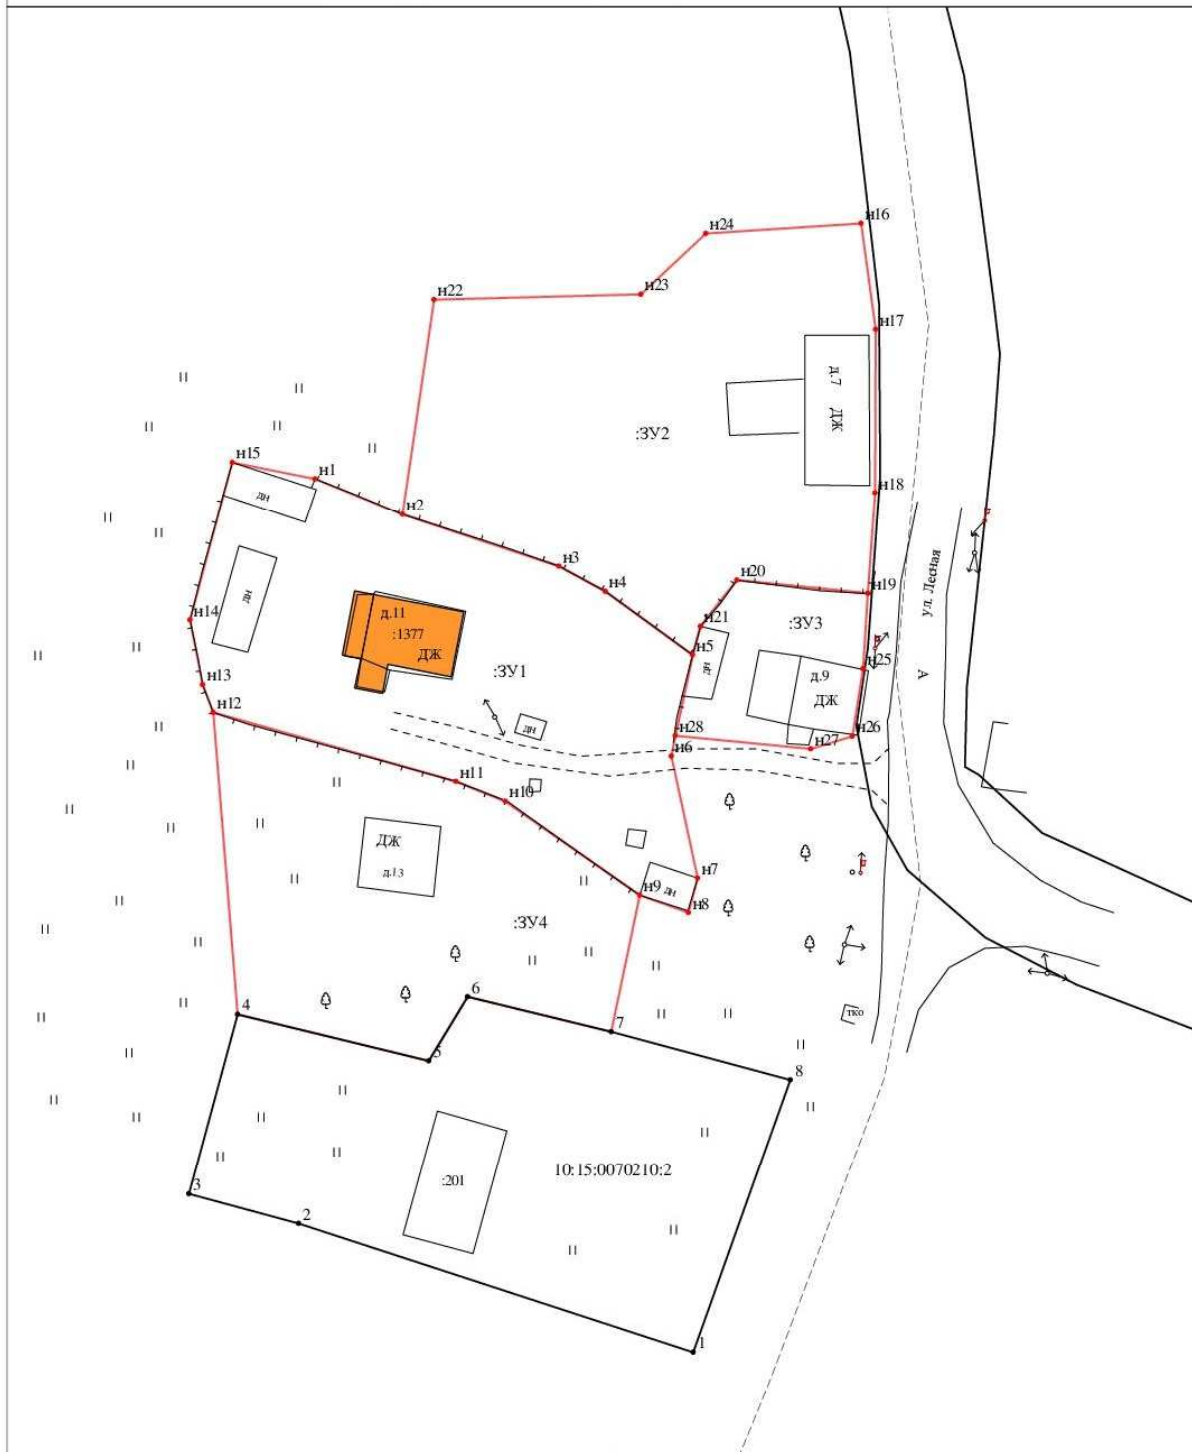 н16
н24
н23
н22
н17
д.7
ДЖ
:ЗУ2
н15
н1
н18
дн
н2
н3
н20
н4
н19
ул. Лесная
дн
н14
д.11
:1377
ДЖ
:ЗУ3
н21
н5
дн
н25
д.9
ДЖ
А
:ЗУ1
н13
н12
дн
н28
н26
н27
н6
н11
н10
ДЖ
д.13
н7
н9
дн
н8
:ЗУ4
6
4
7
тко
5
8
10:15:0070210:2
:201
3
2
1